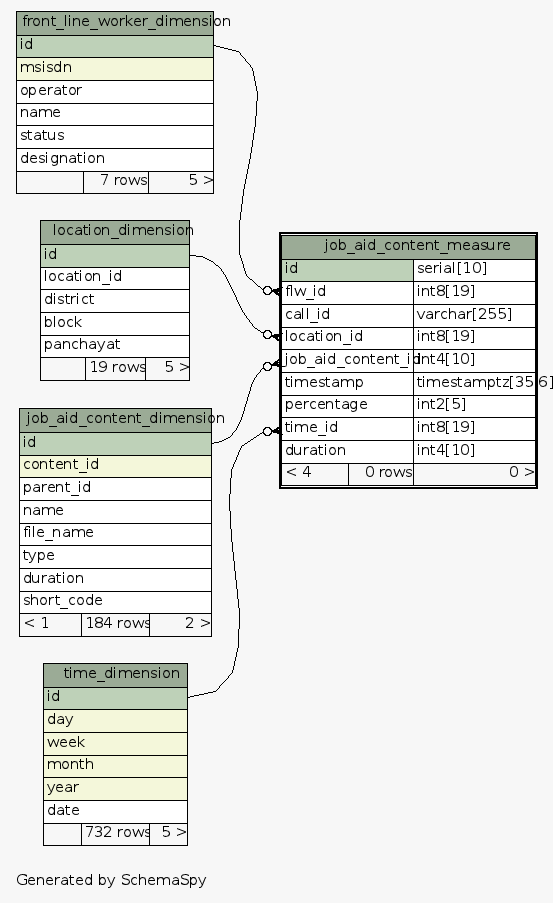 front_line_worker_dimension
id
msisdn
operator
name
status
designation
7 rows 5 >
location_dimension
id
location_id
district
block
panchayat
19 rows 5 >
job_aid_content_dimension
id
content_id
parent_id
name
file_name
type
duration
short_code
< 1 184 rows 2 >
time_dimension
id
day
week
month
year
date
732 rows 5 >
job_aid_content_measure
id serial[10]
flw_id int8[19]
call_id varchar[255]
location_id int8[19]
job_aid_content_id int4[10]
timestamp timestamptz[35,6]
percentage int2[5]
time_id int8[19]
duration int4[10]
< 4 0 rows 0 >
Generated by SchemaSpy